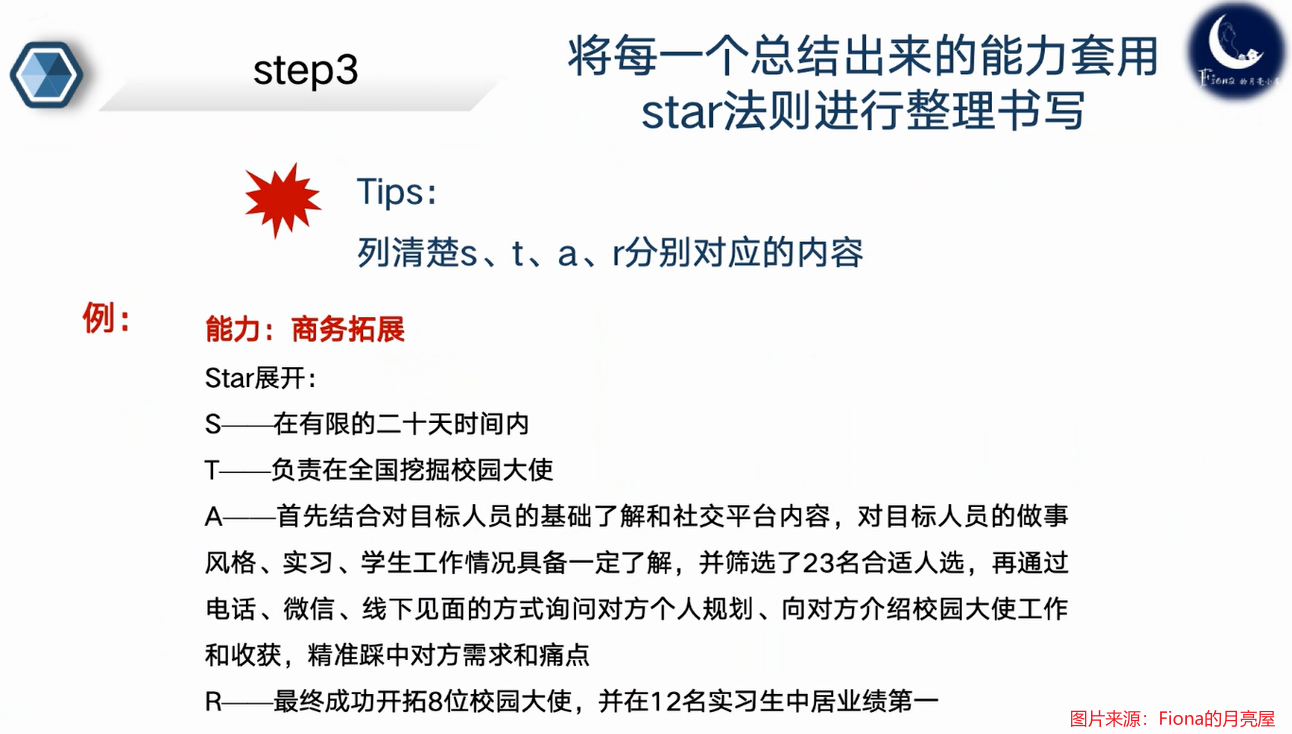 step3
将每一个总结出来的能力套用
star法则进行整理书写
Fiona 的月亮小屋
Tips：
列清楚s、t、a、r分别对应的内容
例：
能力：商务拓展
Star展开：
S——在有限的二十天时间内
T——负责在全国挖掘校园大使
A——首先结合对目标人员的基础了解和社交平台内容，对目标人员的做事
风格、实习、学生工作情况具备一定了解，并筛选了23名合适人选，再通过
电话、微信、线下见面的方式询问对方个人规划、向对方介绍校园大使工作
和收获，精准踩中对方需求和痛点
R——最终成功开拓8位校园大使，并在12名实习生中居业绩第一
图片来源：Fiona的月亮屋